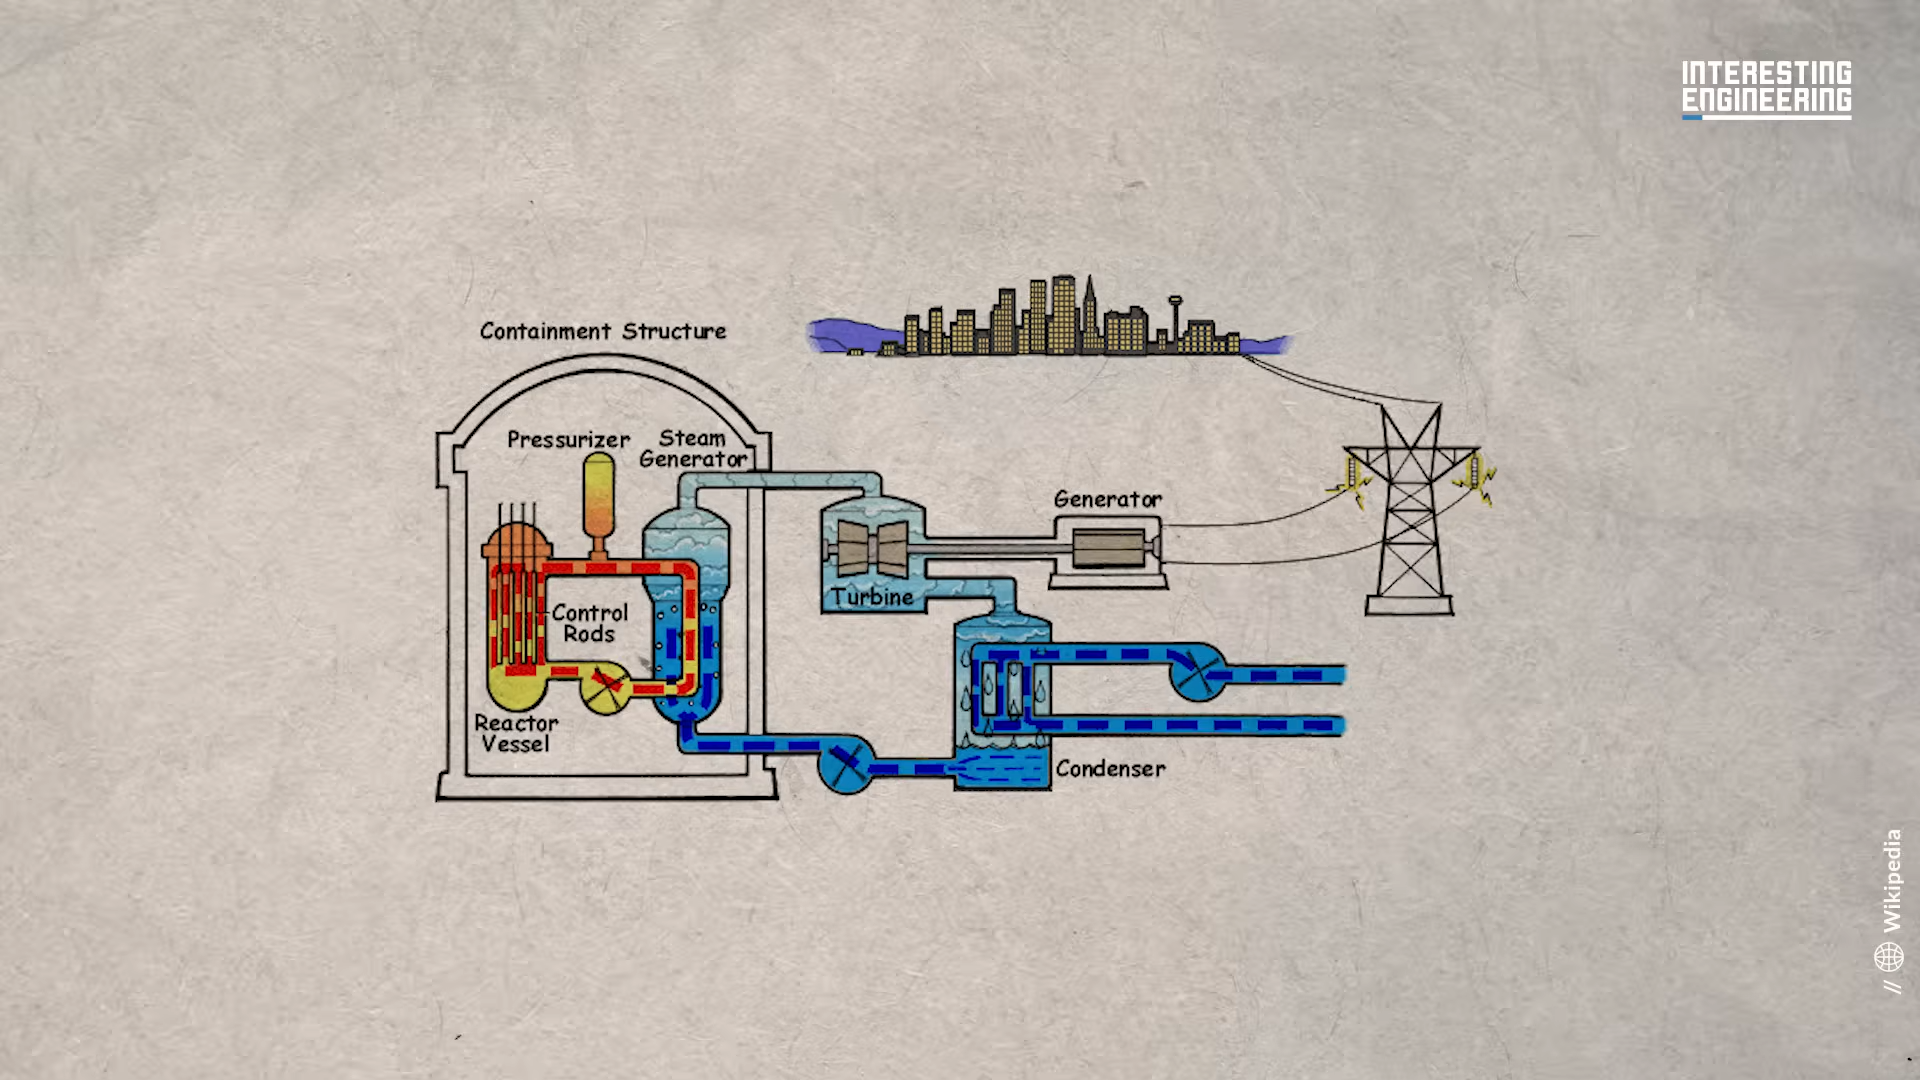 INTERESTING
ENGINEERING
Containment Structure
Pressurizer
Steam
Generator
Generator
Control
Rods
Turbine
Reactor
Vessel
Condenser
// Wikipedia